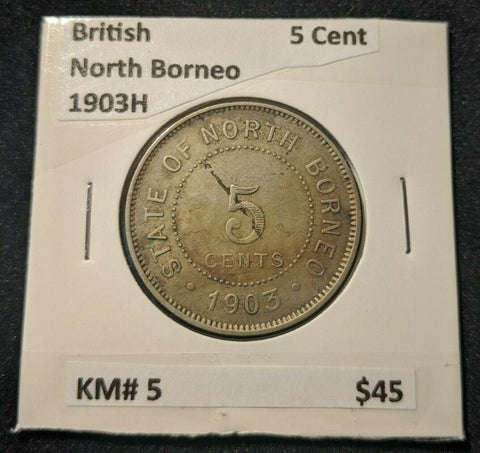 British 5 Cent
North Borneo
1903H
STATE OF NORTH BORNEO
5
CENTS
· 1903 ·
KM# 5 $45